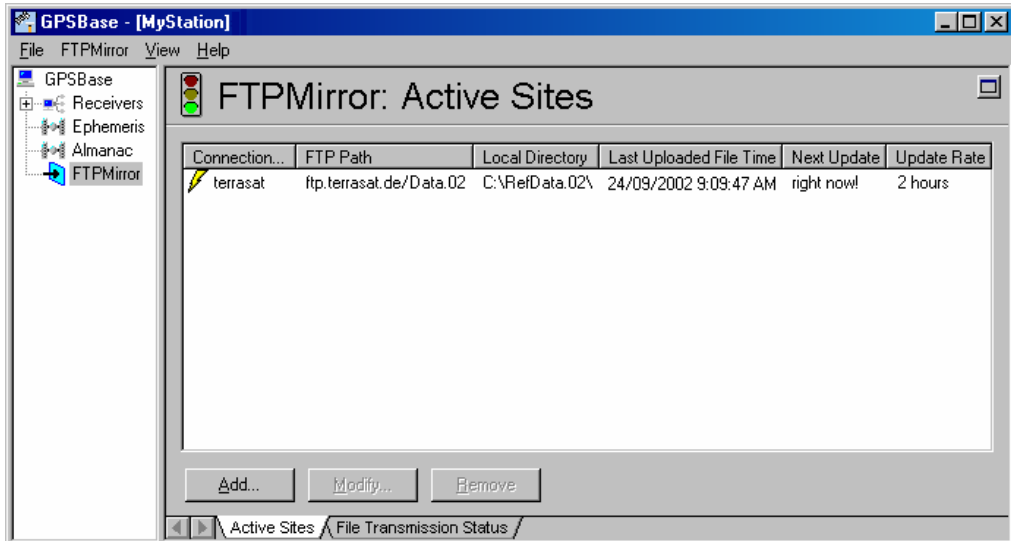 GPSBase - [MyStation]
File FTPMirror View Help
GPSBase
Receivers
Ephemeris
Almanac
FTPMirror
FTPMirror: Active Sites
Connection... FTP Path Local Directory Last Uploaded File Time Next Update Update Rate
terrasat ftp.terrasat.de/Data.02 C:\RefData.02\ 24/09/2002 9:09:47 AM right now! 2 hours
Add... Modify... Remove
Active Sites File Transmission Status